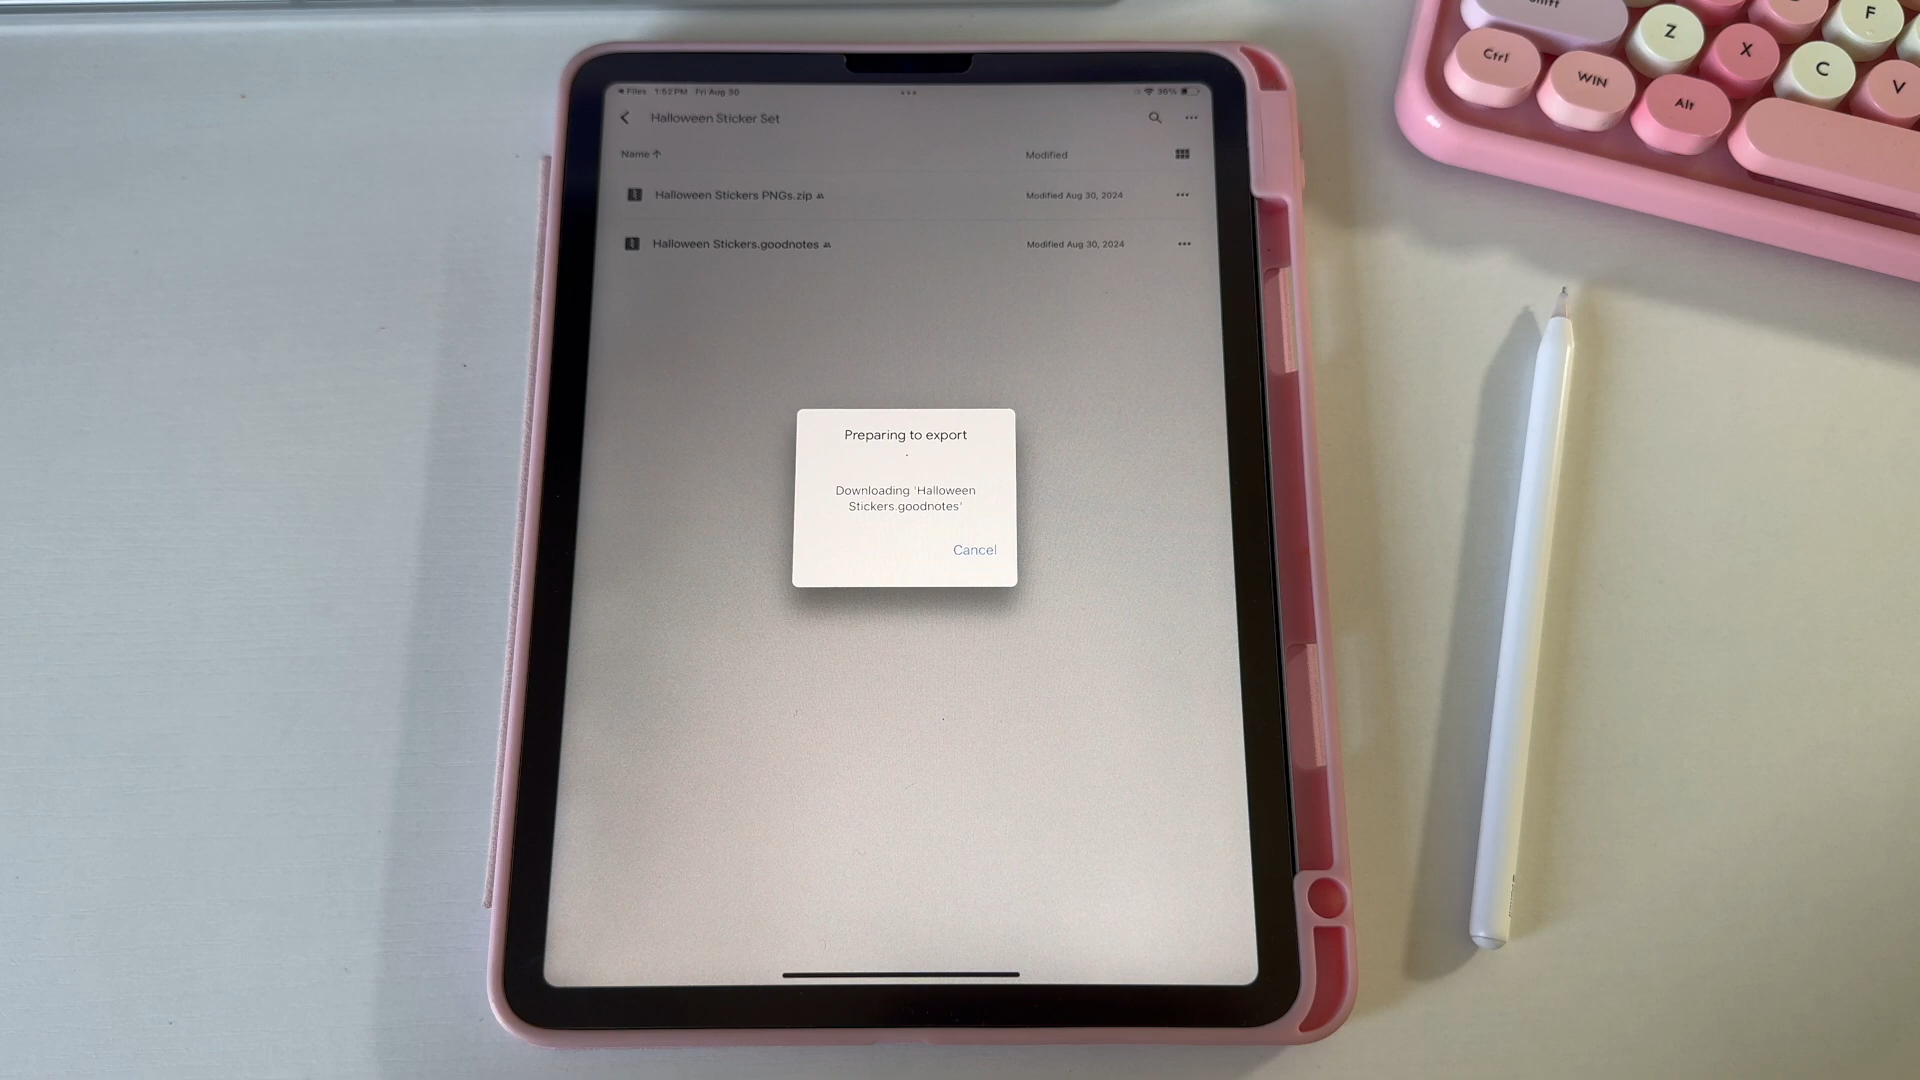 Files 1:52 PM Fri Aug 30
36%
Halloween Sticker Set
Name
Modified
Halloween Stickers PNGs.zip
Modified Aug 30, 2024
Halloween Stickers.goodnotes
Modified Aug 30, 2024
Preparing to export
Downloading 'Halloween
Stickers.goodnotes'
Cancel
Shift
Z
X
C
V
F
Ctrl
WIN
Alt